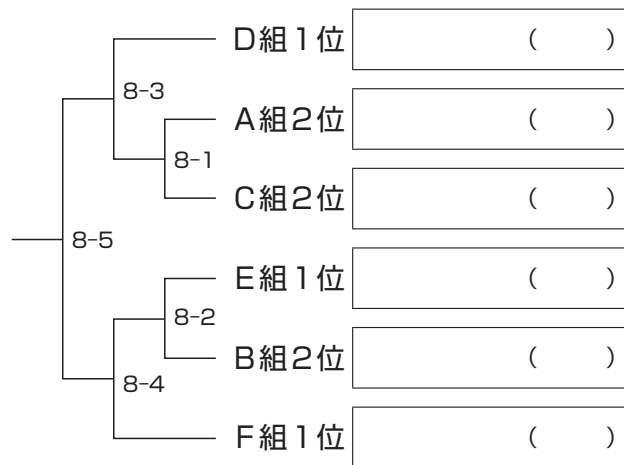 D組1位 (　　)
8-3
A組2位 (　　)
8-1
C組2位 (　　)
8-5
E組1位 (　　)
8-2
B組2位 (　　)
8-4
F組1位 (　　)